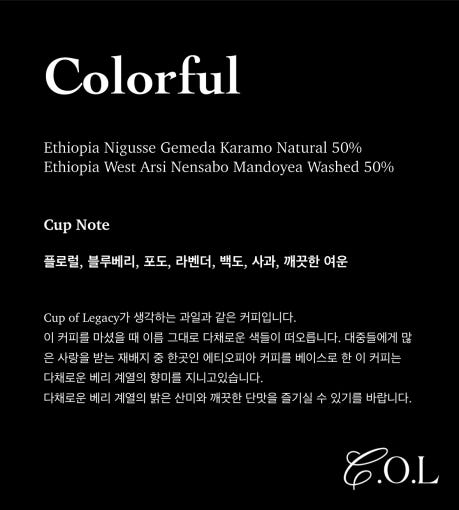 Colorful
Ethiopia Nigusse Gemeda Karamo Natural 50%
Ethiopia West Arsi Nensabo Mandoyea Washed 50%
Cup Note
플로럴, 블루베리, 포도, 라벤더, 백도, 사과, 깨끗한 여운
Cup of Legacy가 생각하는 과일과 같은 커피입니다.
이 커피를 마셨을 때 이름 그대로 다채로운 색들이 떠오릅니다. 대중들에게 많
은 사랑을 받는 재배지 중 한곳인 에티오피아 커피를 베이스로 한 이 커피는
다채로운 베리 계열의 향미를 지니고있습니다.
다채로운 베리 계열의 밝은 산미와 깨끗한 단맛을 즐기실 수 있기를 바랍니다.
C.O.L